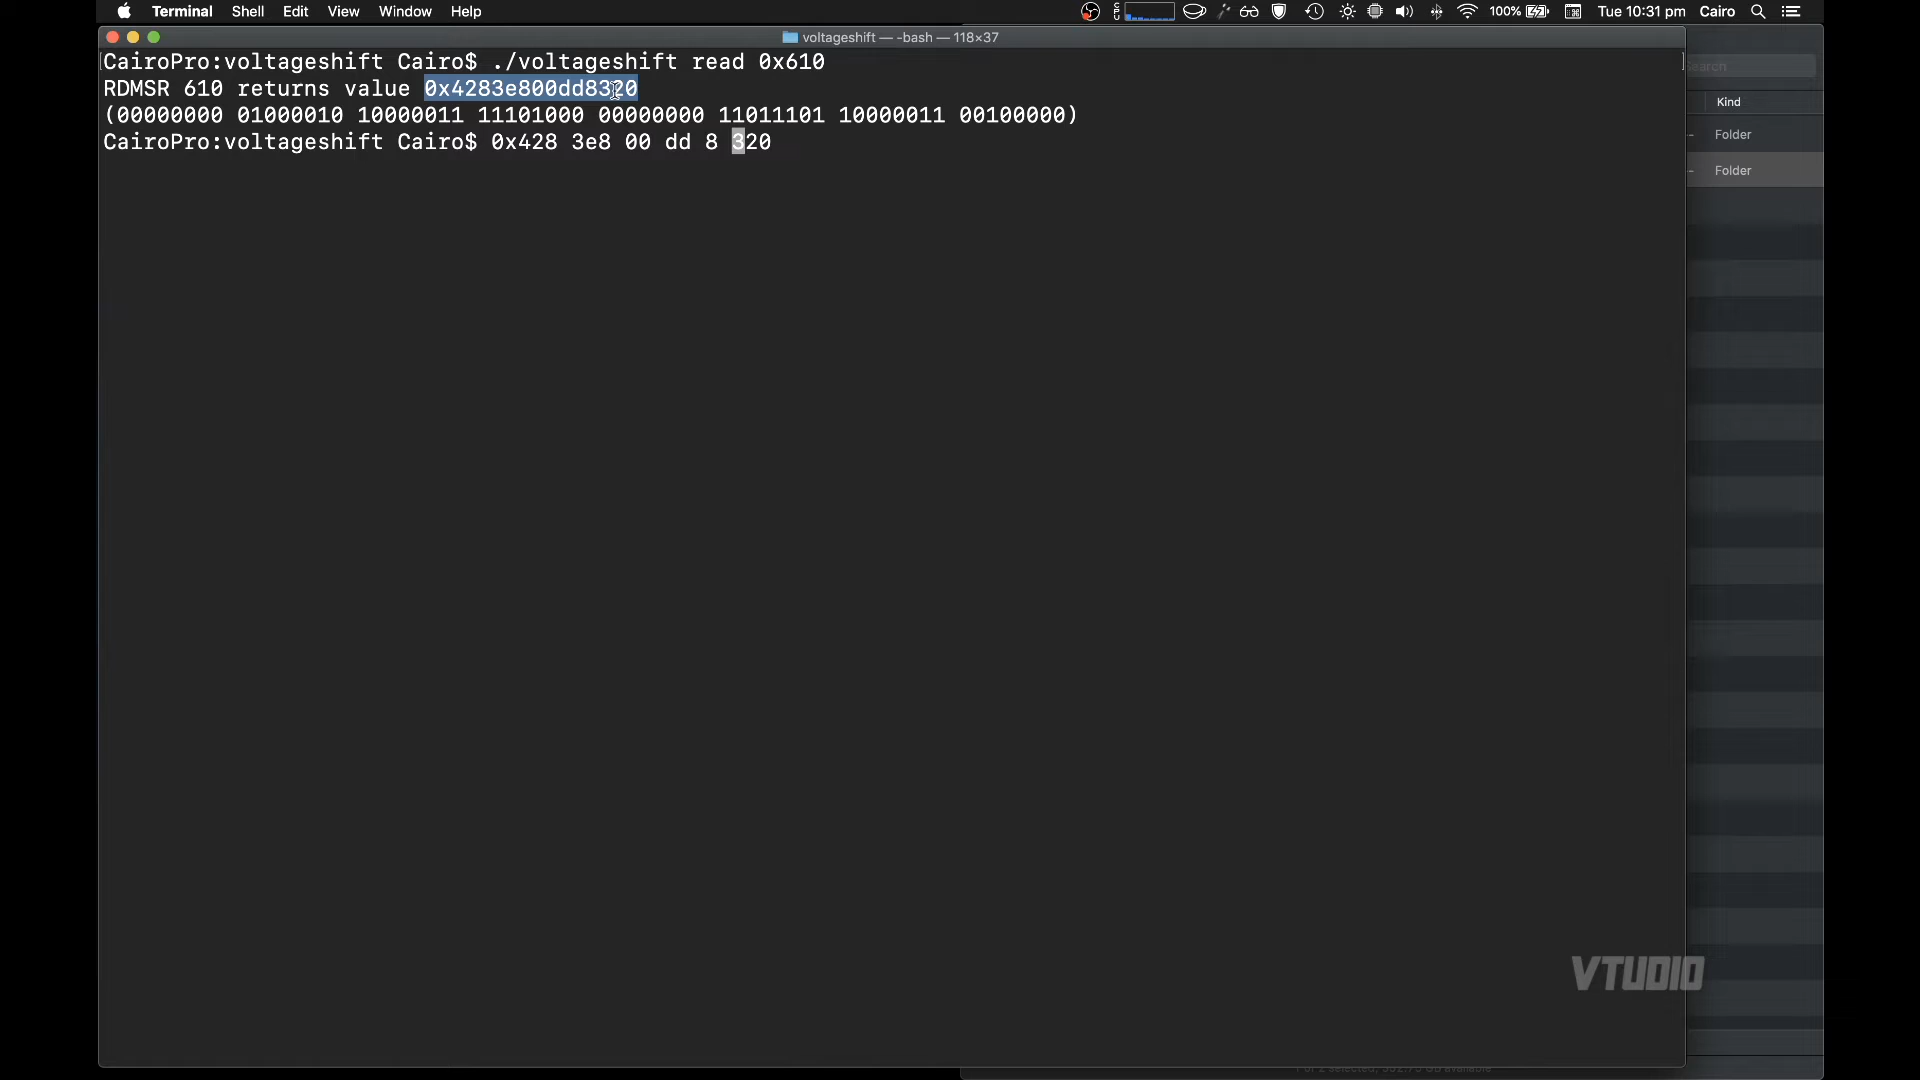 Terminal Shell Edit View Window Help
CPU 100% Tue 10:31 pm Cairo
voltageshift — -bash — 118×37
CairoPro:voltageshift Cairo$ ./voltageshift read 0x610
RDMSR 610 returns value 0x4283e800dd8320
(00000000 01000010 10000011 11101000 00000000 11011101 10000011 00100000)
CairoPro:voltageshift Cairo$ 0x428 3e8 00 dd 8 320
Search
Kind
-- Folder
-- Folder
VTUDIO